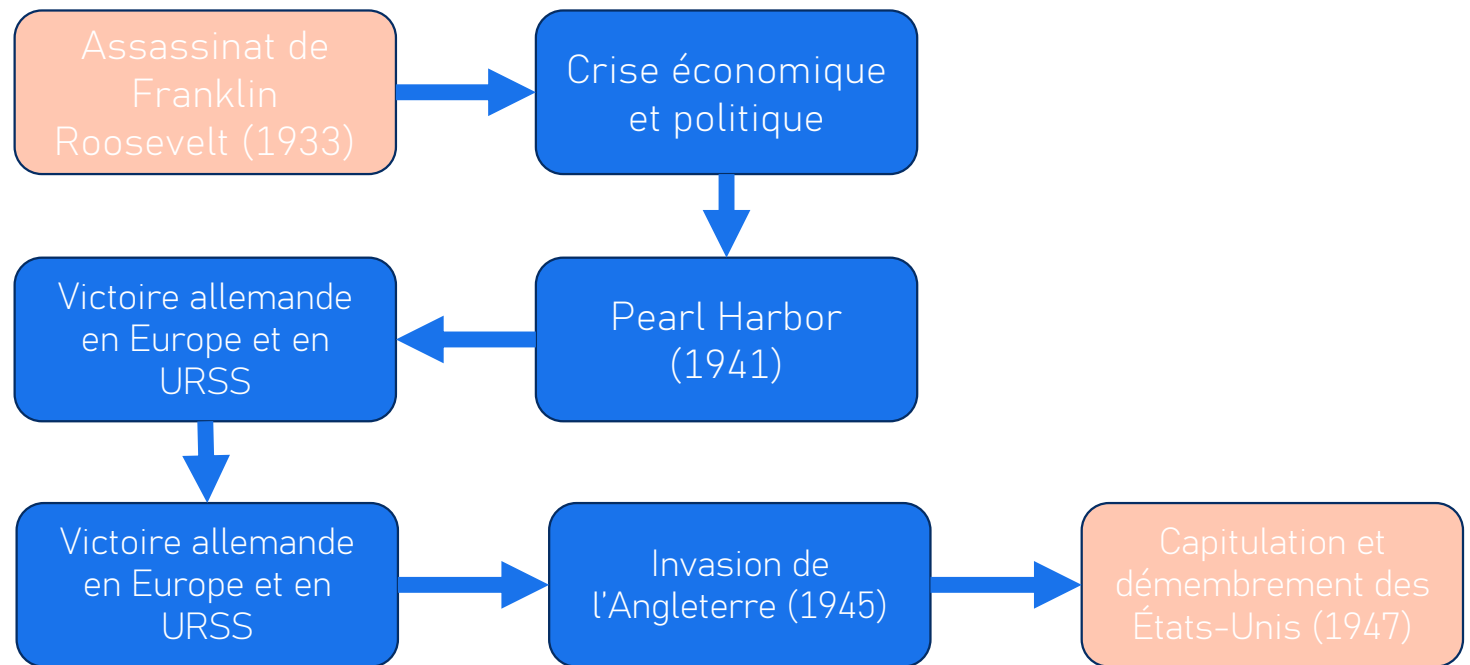 Assassinat de
Franklin
Roosevelt (1933)
Crise économique
et politique
Pearl Harbor
(1941)
Victoire allemande
en Europe et en
URSS
Victoire allemande
en Europe et en
URSS
Invasion de
l'Angleterre (1945)
Capitulation et
démembrement des
États-Unis (1947)